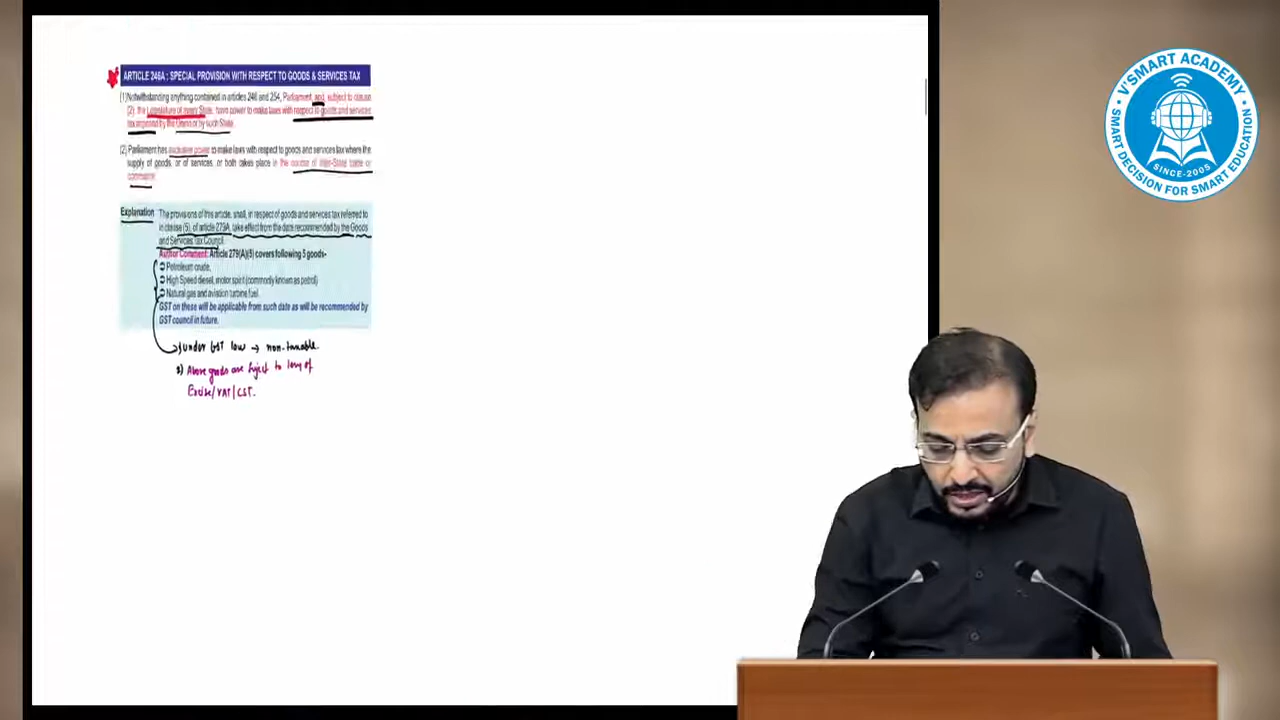 ARTICLE 246A : SPECIAL PROVISION WITH RESPECT TO GOODS & SERVICES TAX
(1)Notwithstanding anything contained in articles 246 and 254, Parliament, and, subject to clause
(2), the Legislature of every State, have power to make laws with respect to goods and services
tax imposed by the Union or by such State.
(2) Parliament has exclusive power to make laws with respect to goods and services tax where the
supply of goods, or of services, or both takes place in the course of inter-State trade or
commerce.
Explanation The provisions of this article, shall, in respect of goods and services tax referred to
in clause (5), of article 279A, take effect from the date recommended by the Goods
and Services tax Council.
Author Comment: Article 279(A)(5) covers following 5 goods-
Petroleum crude,
High Speed diesel, motor spirit (commonly known as petrol)
Natural gas and aviation turbine fuel.
GST on these will be applicable from such date as will be recommended by
GST council in future.
under GST law → non-taxable.
2) Above goods are subject to levy of
Excise/VAT/CST.
V'SMART ACADEMY
SINCE-2005
SMART DECISION FOR SMART EDUCATION